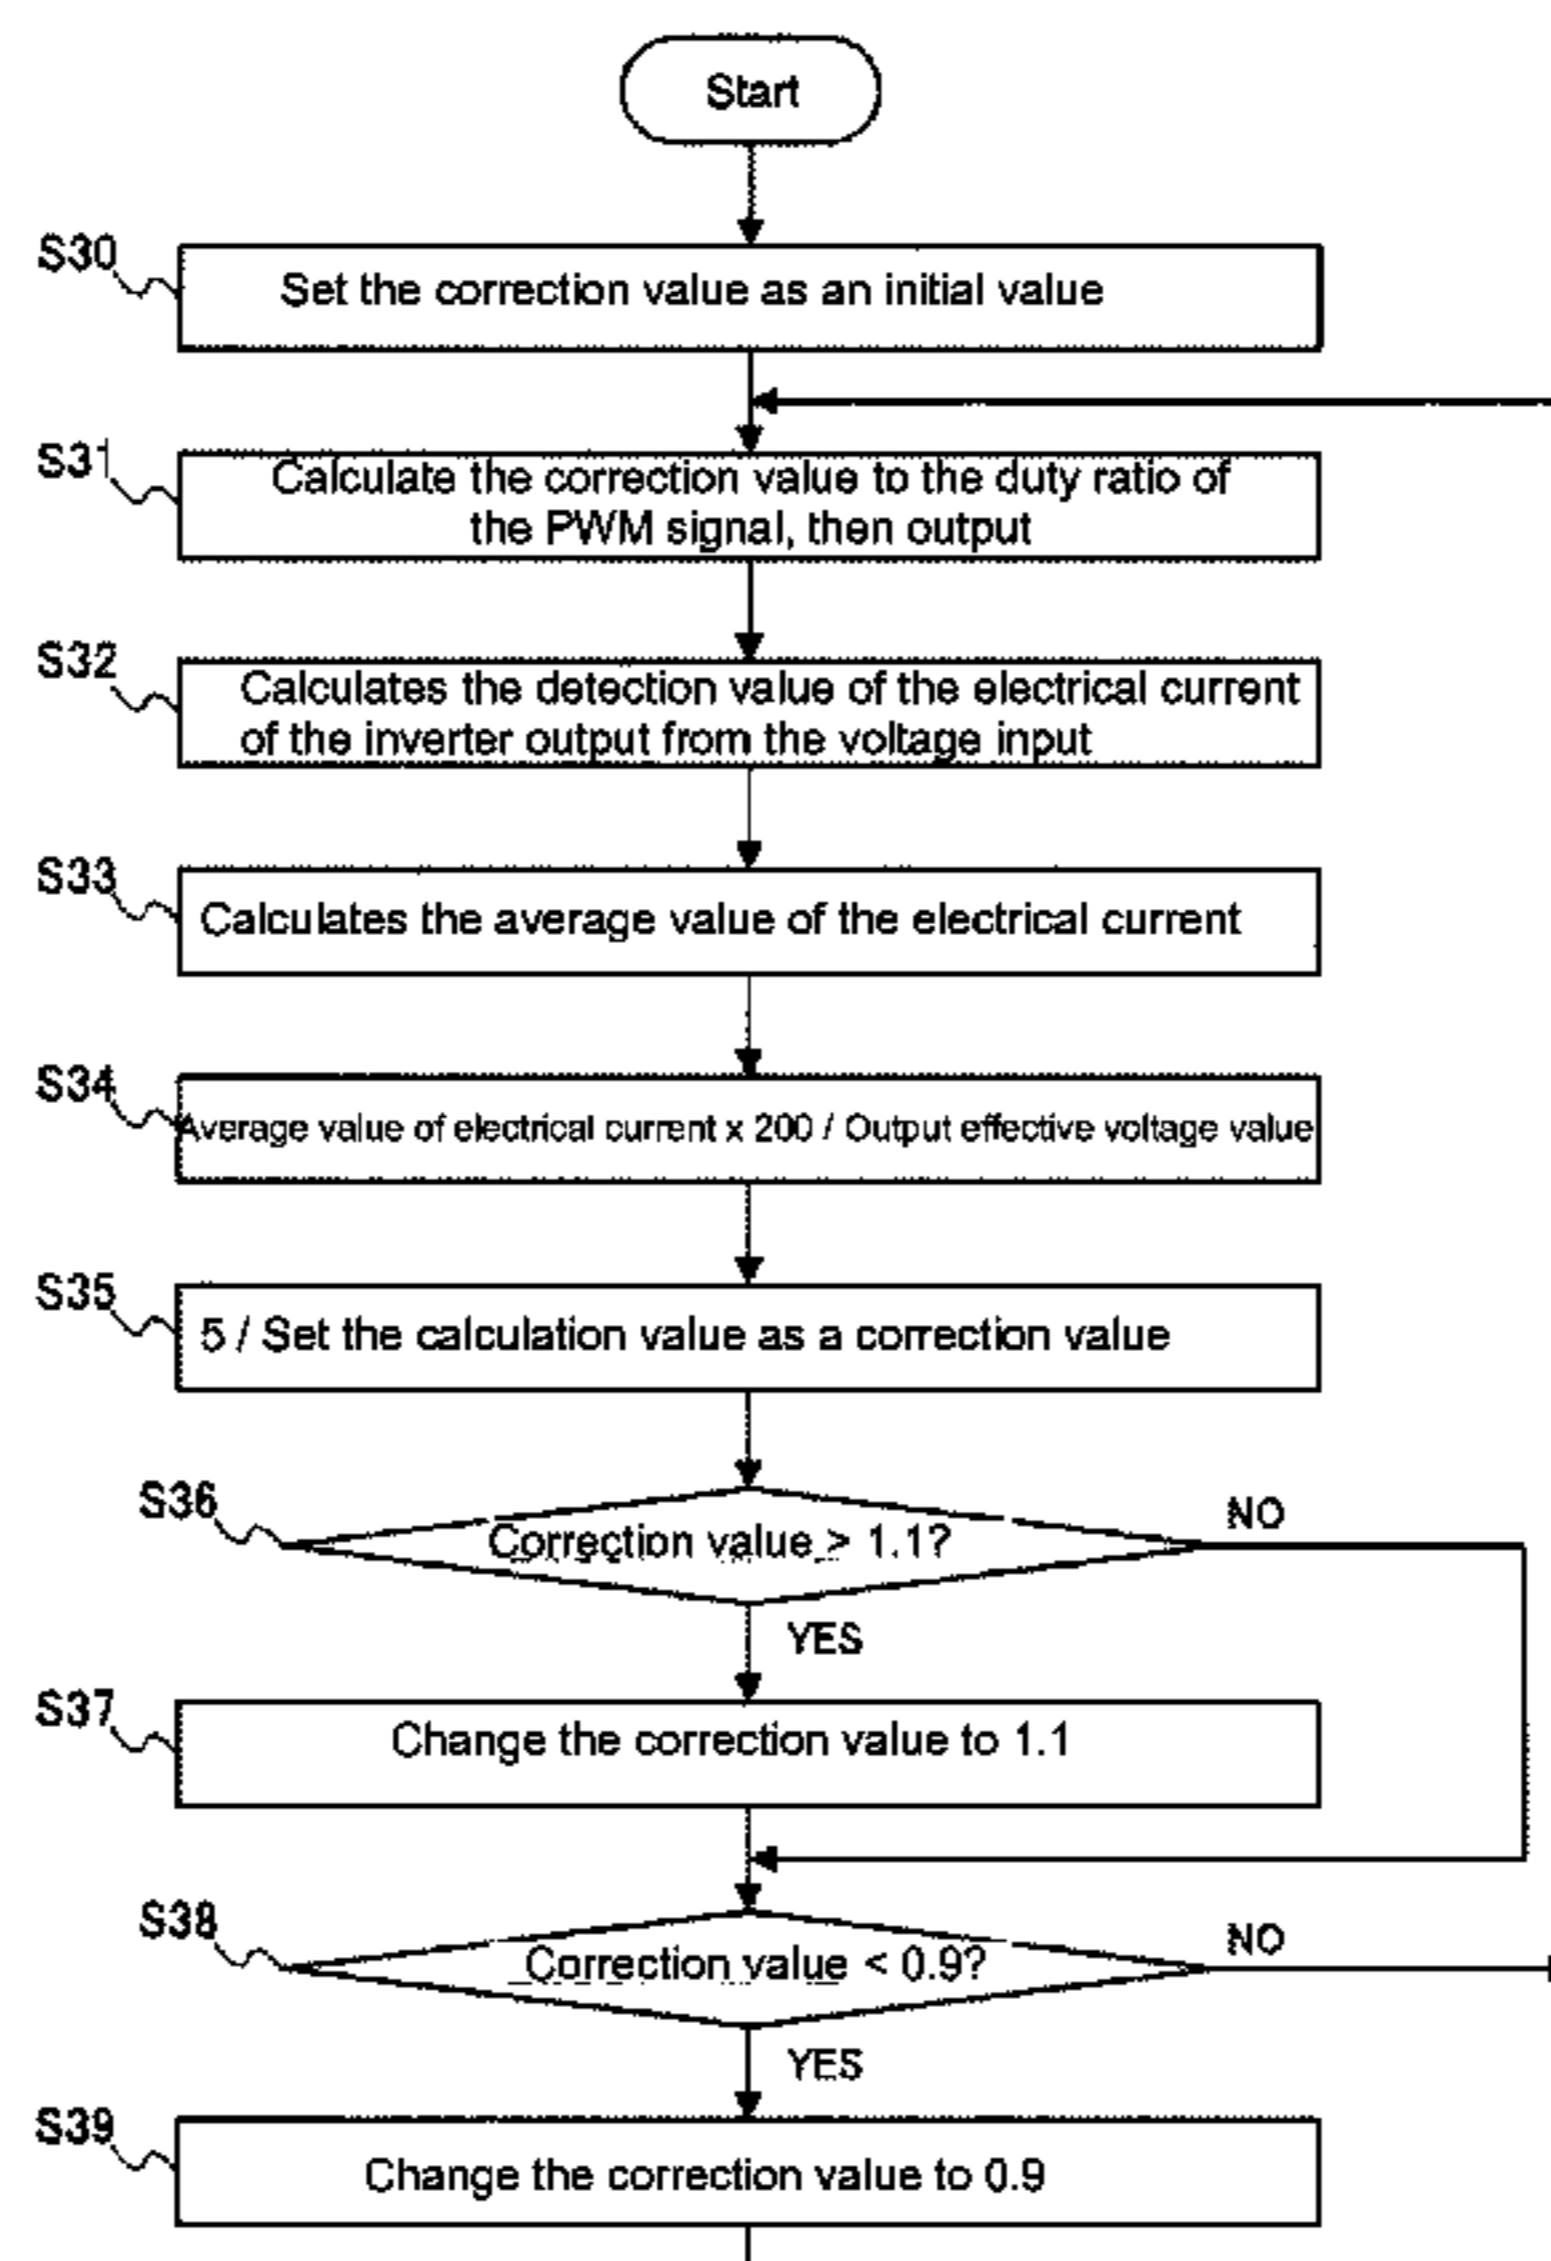 Start
S30
Set the correction value as an initial value
S31
Calculate the correction value to the duty ratio of
the PWM signal, then output
S32
Calculates the detection value of the electrical current
of the inverter output from the voltage input
S33
Calculates the average value of the electrical current
S34
Average value of electrical current x 200 / Output effective voltage value
S35
5 / Set the calculation value as a correction value
S36
Correction value > 1.1?
NO
YES
S37
Change the correction value to 1.1
S38
Correction value < 0.9?
NO
YES
S39
Change the correction value to 0.9